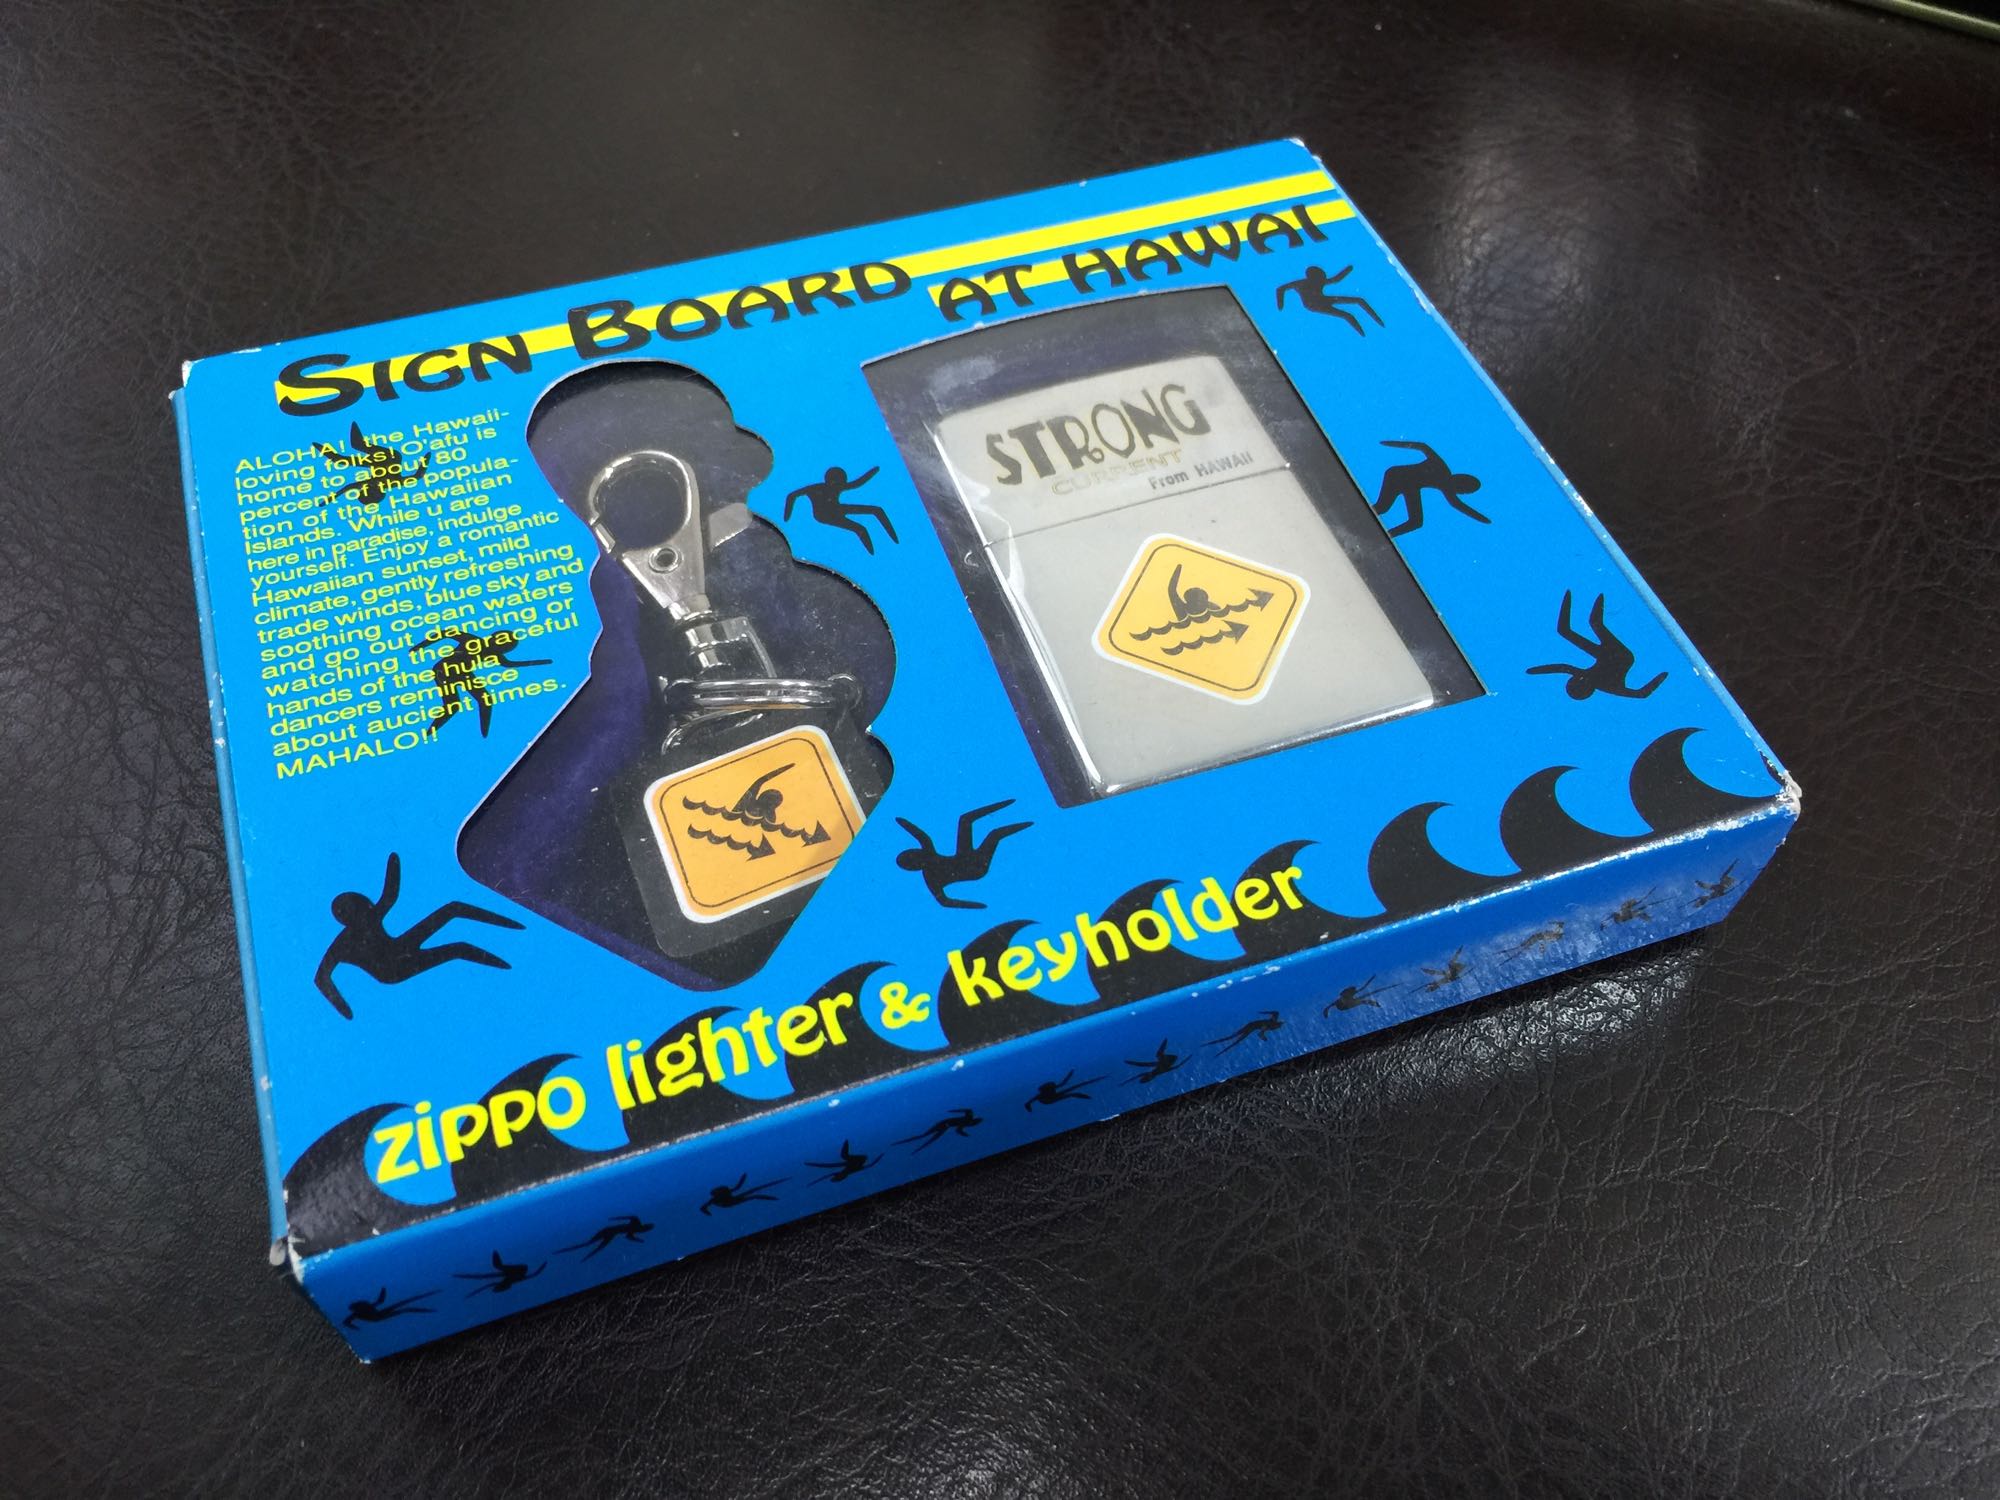 SIGN BOARD
AT HAWAI
ALOHA! the Hawaii-
loving folks! O'afu is
home to about 80
percent of the popula-
tion of the Hawaiian
Islands. While u are
here in paradise, indulge
yourself. Enjoy a romantic
Hawaiian sunset, mild
climate, gently refreshing
trade winds, blue sky and
soothing ocean waters
and go out dancing or
watching the graceful
hands of the hula
dancers reminisce
about aucient times.
MAHALO!!
STRONG
CURRENT
From HAWAII
zippo lighter & keyholder